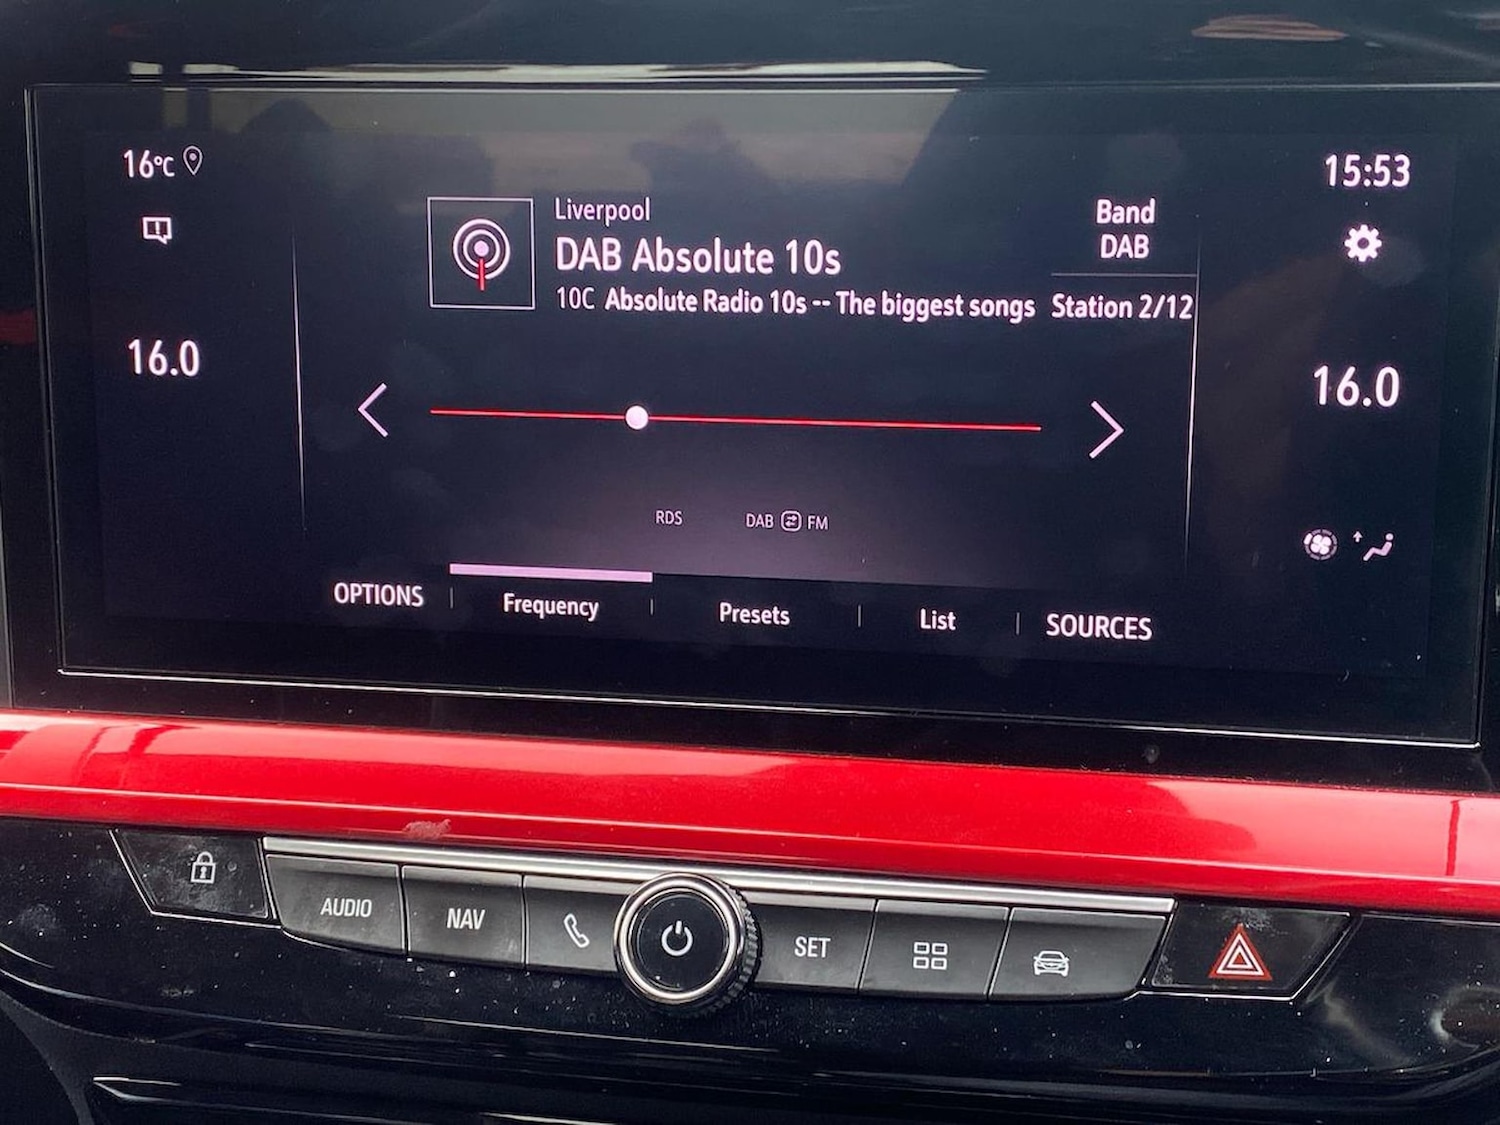 16°C
15:53
Liverpool
DAB Absolute 10s
10C Absolute Radio 10s -- The biggest songs
Band
DAB
Station 2/12
16.0
16.0
RDS
DAB FM
OPTIONS
Frequency
Presets
List
SOURCES
AUDIO
NAV
SET